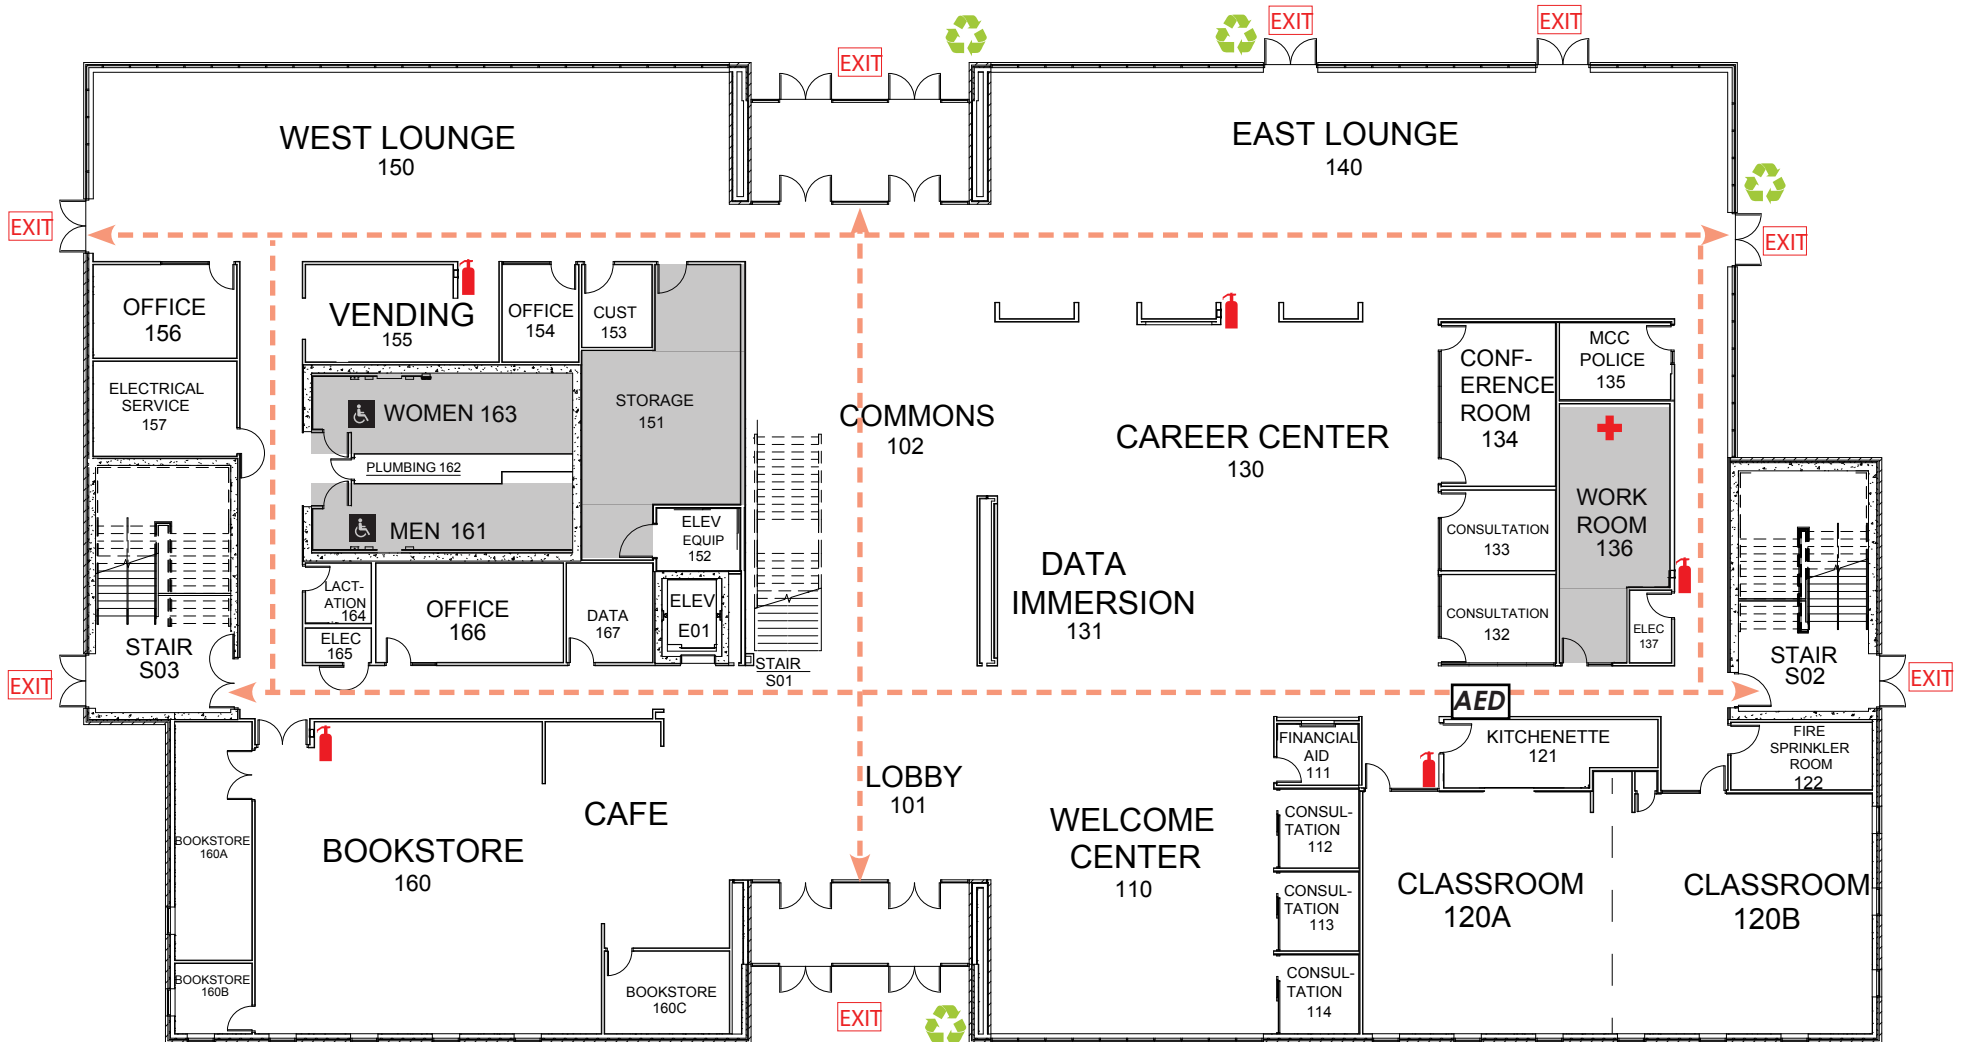 EXIT
EXIT
EXIT
WEST LOUNGE
150
EAST LOUNGE
140
EXIT
EXIT
OFFICE
156
VENDING
155
OFFICE
154
CUST
153
ELECTRICAL
SERVICE
157
WOMEN 163
STORAGE
151
PLUMBING 162
MEN 161
ELEV
EQUIP
152
COMMONS
102
CAREER CENTER
130
CONF-
ERENCE
ROOM
134
MCC
POLICE
135
WORK
ROOM
136
CONSULTATION
133
CONSULTATION
132
ELEC
137
DATA
IMMERSION
131
LACT-
ATION
164
ELEC
165
OFFICE
166
DATA
167
ELEV
E01
STAIR
S03
STAIR
S01
STAIR
S02
EXIT
EXIT
AED
FINANCIAL
AID
111
KITCHENETTE
121
FIRE
SPRINKLER
ROOM
122
LOBBY
101
CAFE
BOOKSTORE
160
BOOKSTORE
160A
BOOKSTORE
160B
BOOKSTORE
160C
WELCOME
CENTER
110
CONSUL-
TATION
112
CONSUL-
TATION
113
CONSUL-
TATION
114
CLASSROOM
120A
CLASSROOM
120B
EXIT